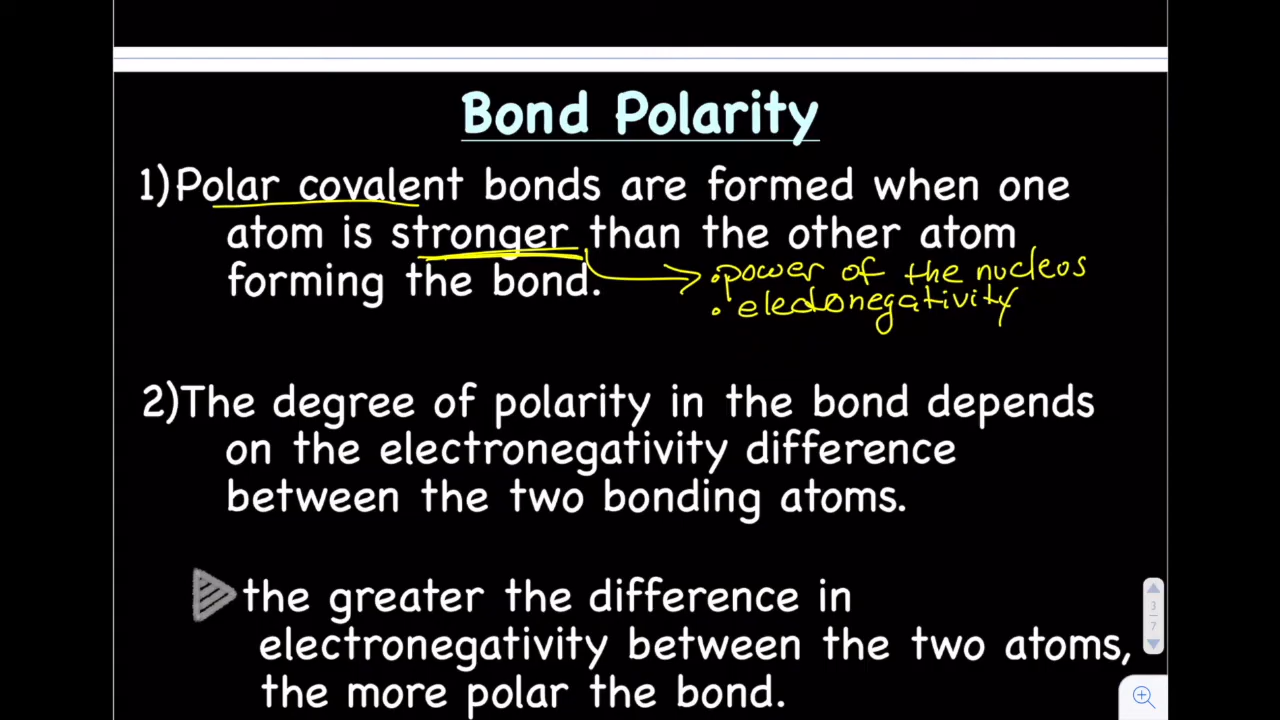 Bond Polarity
1)Polar covalent bonds are formed when one
atom is stronger than the other atom
forming the bond.
•power of the nucleos
• electronegativity
2)The degree of polarity in the bond depends
on the electronegativity difference
between the two bonding atoms.
the greater the difference in
electronegativity between the two atoms,
the more polar the bond.
3
7